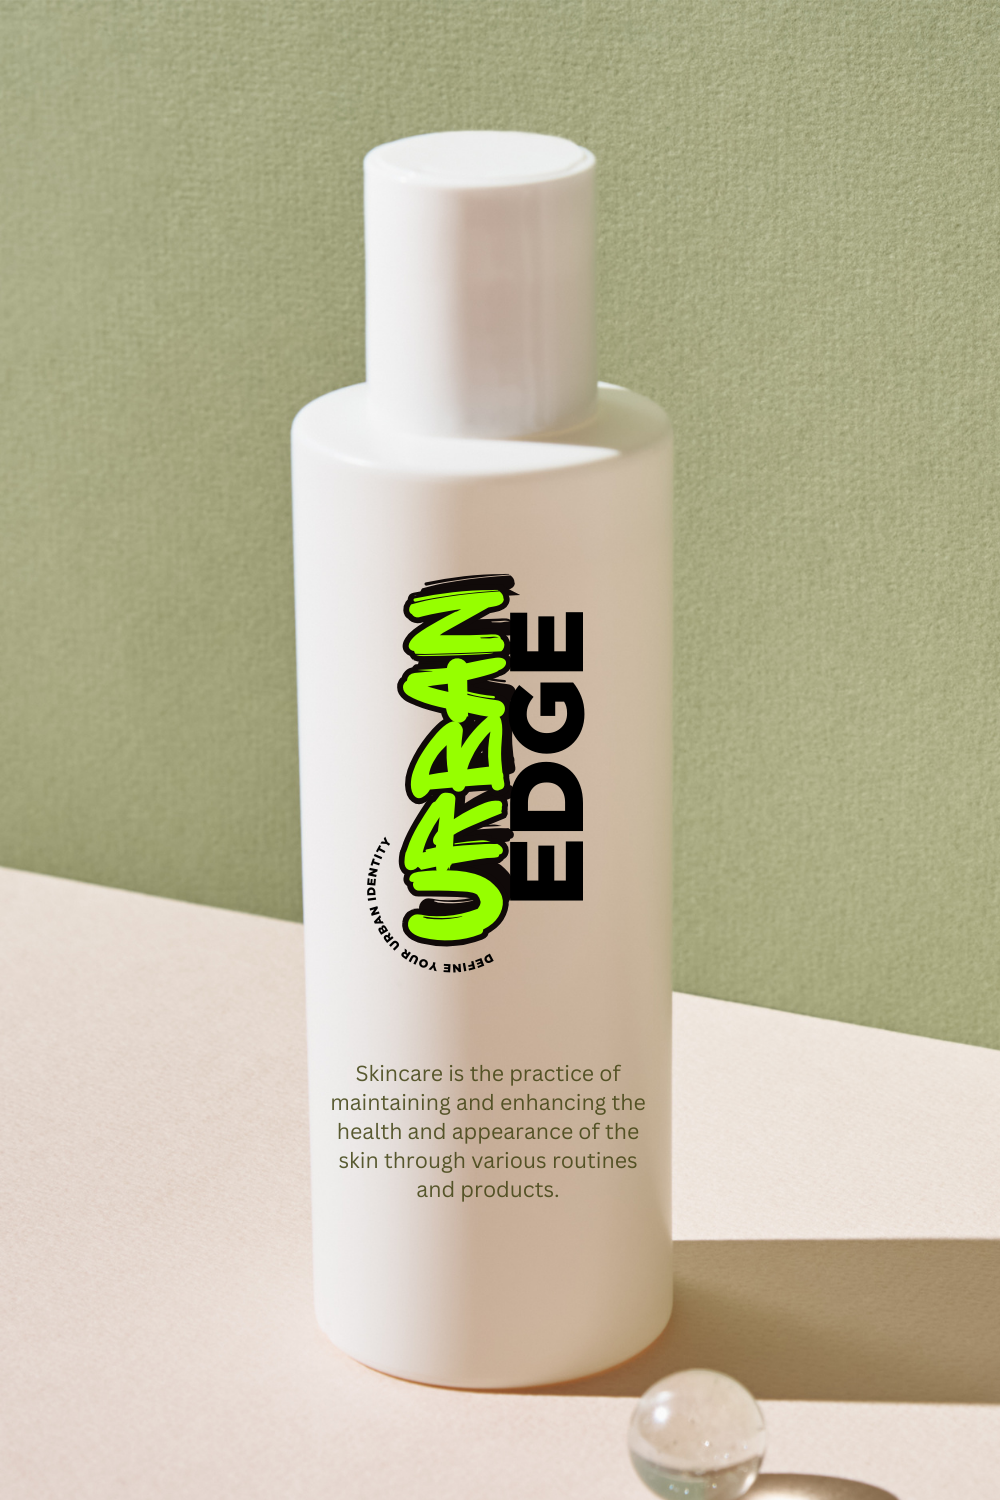 URBAN
EDGE
DEFINE YOUR URBAN IDENTITY
Skincare is the practice of
maintaining and enhancing the
health and appearance of the
skin through various routines
and products.